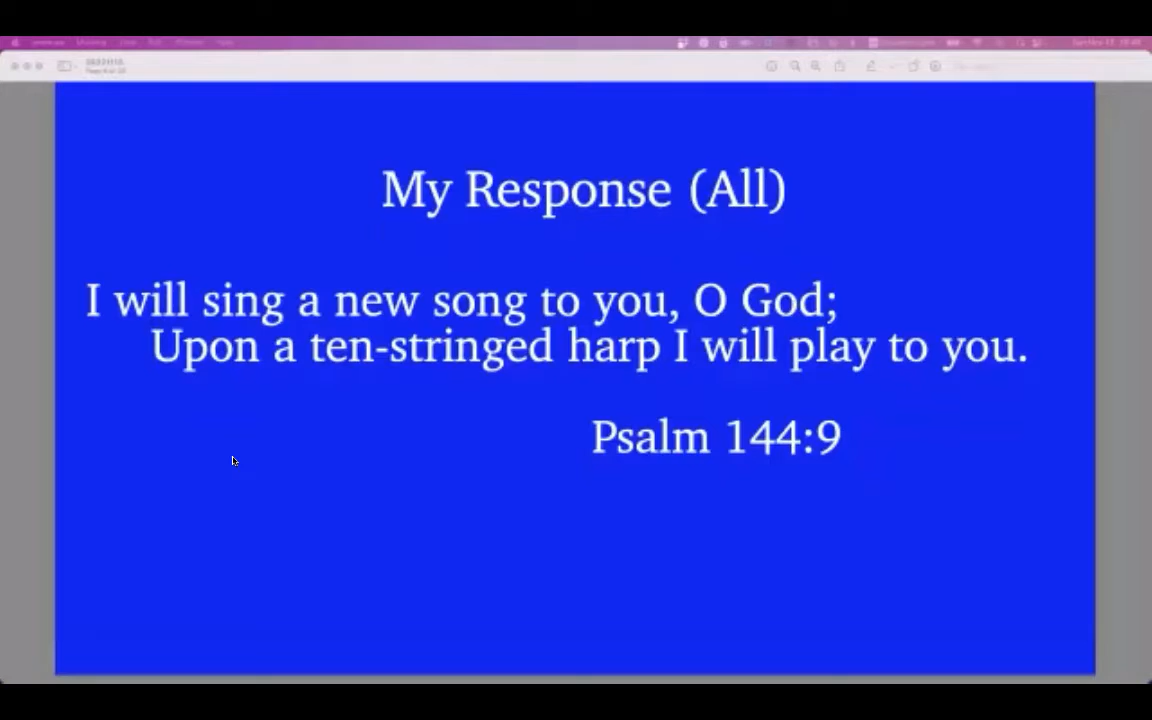 My Response (All)
I will sing a new song to you, O God;
Upon a ten-stringed harp I will play to you.
Psalm 144:9